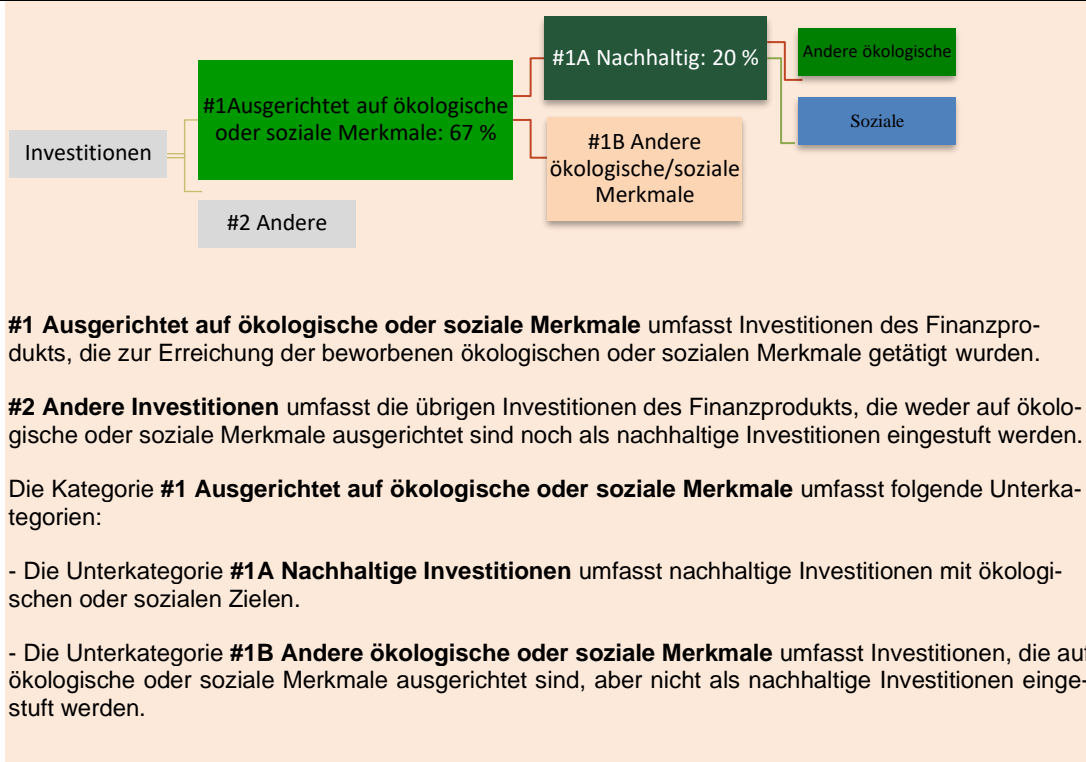 Investitionen
#1Ausgerichtet auf ökologische
oder soziale Merkmale: 67 %
#2 Andere
#1A Nachhaltig: 20 %
#1B Andere
ökologische/soziale
Merkmale
Andere ökologische
Soziale
#1 Ausgerichtet auf ökologische oder soziale Merkmale umfasst Investitionen des Finanzpro-
dukts, die zur Erreichung der beworbenen ökologischen oder sozialen Merkmale getätigt wurden.
#2 Andere Investitionen umfasst die übrigen Investitionen des Finanzprodukts, die weder auf ökolo-
gische oder soziale Merkmale ausgerichtet sind noch als nachhaltige Investitionen eingestuft werden.
Die Kategorie #1 Ausgerichtet auf ökologische oder soziale Merkmale umfasst folgende Unterka-
tegorien:
- Die Unterkategorie #1A Nachhaltige Investitionen umfasst nachhaltige Investitionen mit ökologi-
schen oder sozialen Zielen.
- Die Unterkategorie #1B Andere ökologische oder soziale Merkmale umfasst Investitionen, die auf
ökologische oder soziale Merkmale ausgerichtet sind, aber nicht als nachhaltige Investitionen einge-
stuft werden.